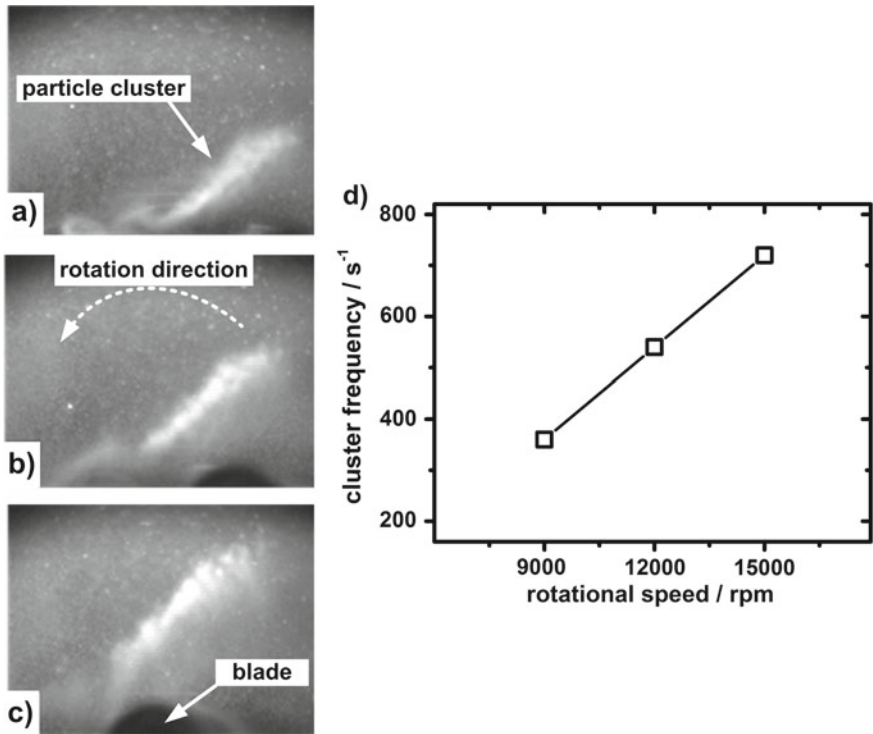 particle cluster
a)
rotation direction
b)
blade
c)
d)
cluster frequency / s⁻¹
800
600
400
200
9000 12000 15000
rotational speed / rpm